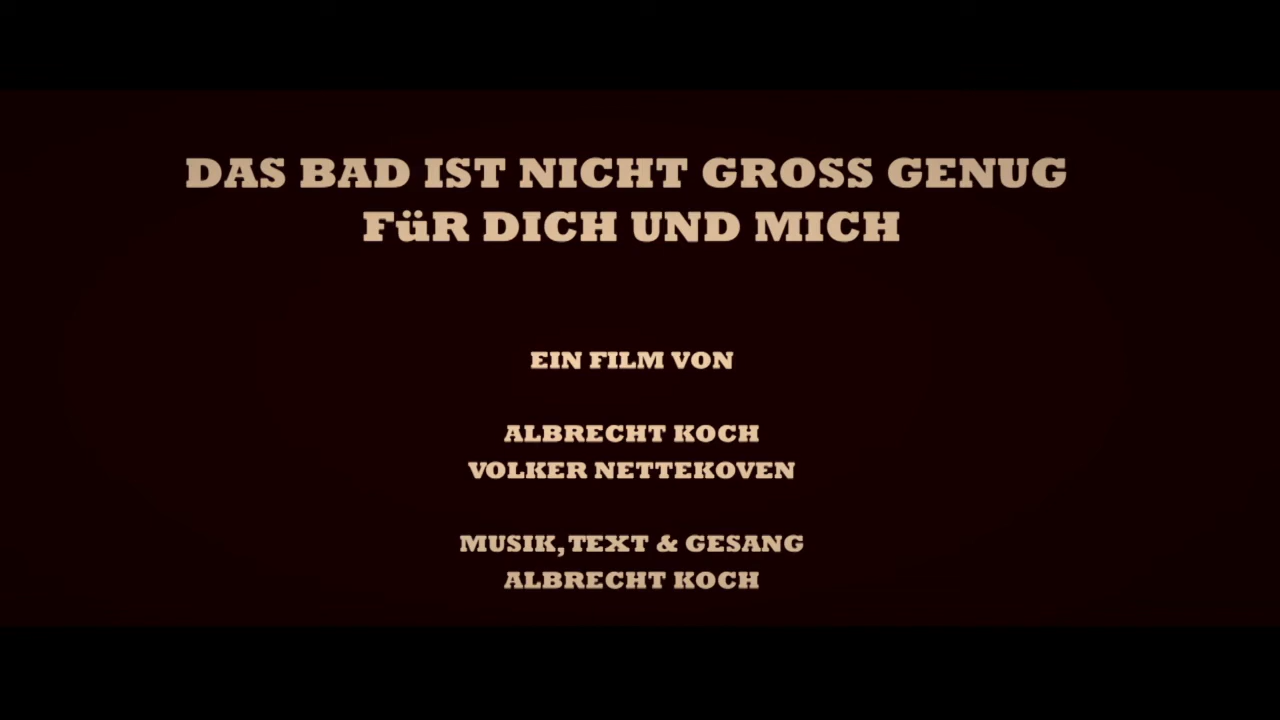 DAS BAD IST NICHT GROSS GENUG
FüR DICH UND MICH
EIN FILM VON
ALBRECHT KOCH
VOLKER NETTEKOVEN
MUSIK, TEXT & GESANG
ALBRECHT KOCH